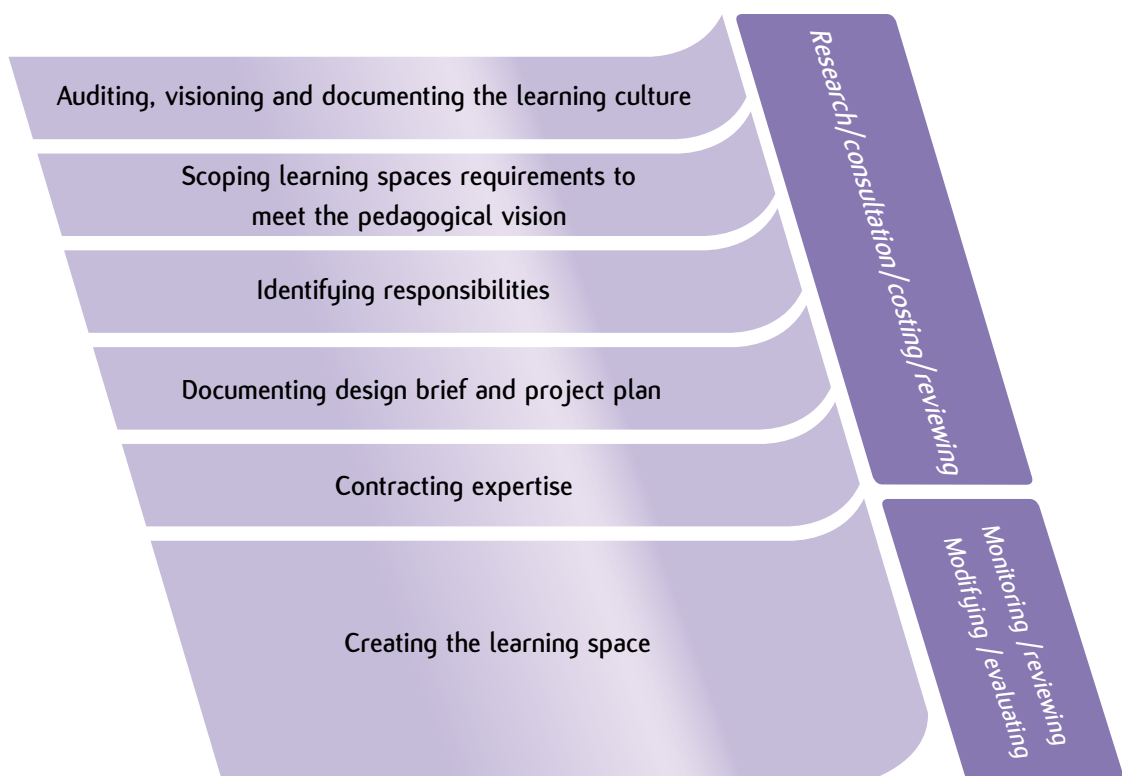 Auditing, visioning and documenting the learning culture
Scoping learning spaces requirements to
meet the pedagogical vision
Identifying responsibilities
Documenting design brief and project plan
Contracting expertise
Creating the learning space
Research/consultation/costing/reviewing
Monitoring /reviewing
Modifying /evaluating